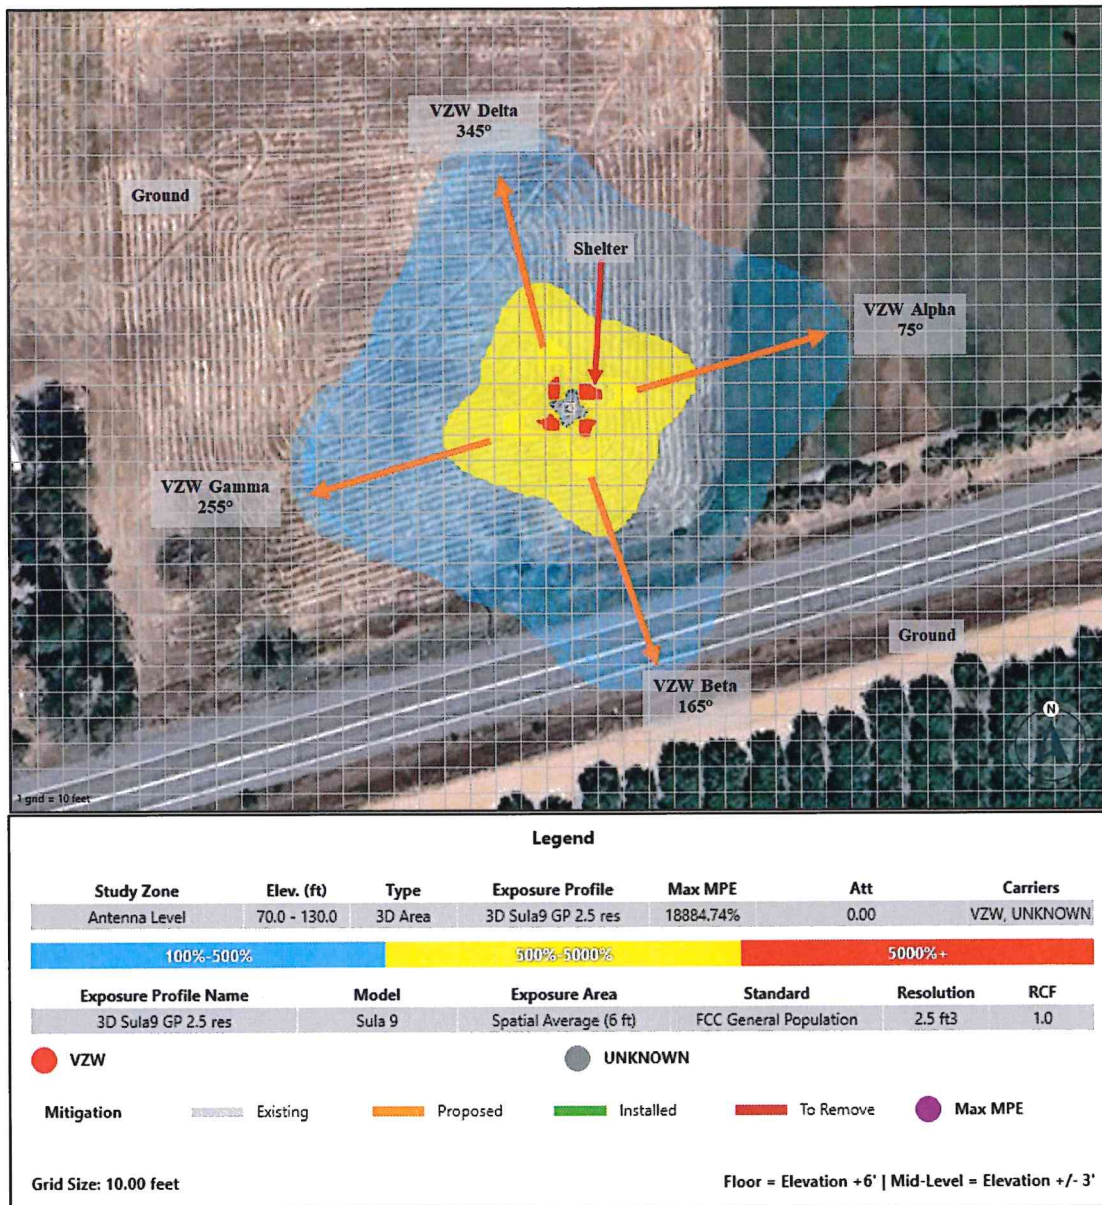 VZW Delta
345°
Ground
Shelter
VZW Alpha
75°
VZW Gamma
255°
Ground
VZW Beta
165°
N
1 grid = 10 feet
Legend
Study Zone Elev. (ft) Type Exposure Profile Max MPE Att Carriers
Antenna Level 70.0 - 130.0 3D Area 3D Sula9 GP 2.5 res 18884.74% 0.00 VZW, UNKNOWN
100%-500% 500%-5000% 5000%+
Exposure Profile Name Model Exposure Area Standard Resolution RCF
3D Sula9 GP 2.5 res Sula 9 Spatial Average (6 ft) FCC General Population 2.5 ft3 1.0
VZW UNKNOWN
Mitigation Existing Proposed Installed To Remove Max MPE
Grid Size: 10.00 feet Floor = Elevation +6' | Mid-Level = Elevation +/- 3'